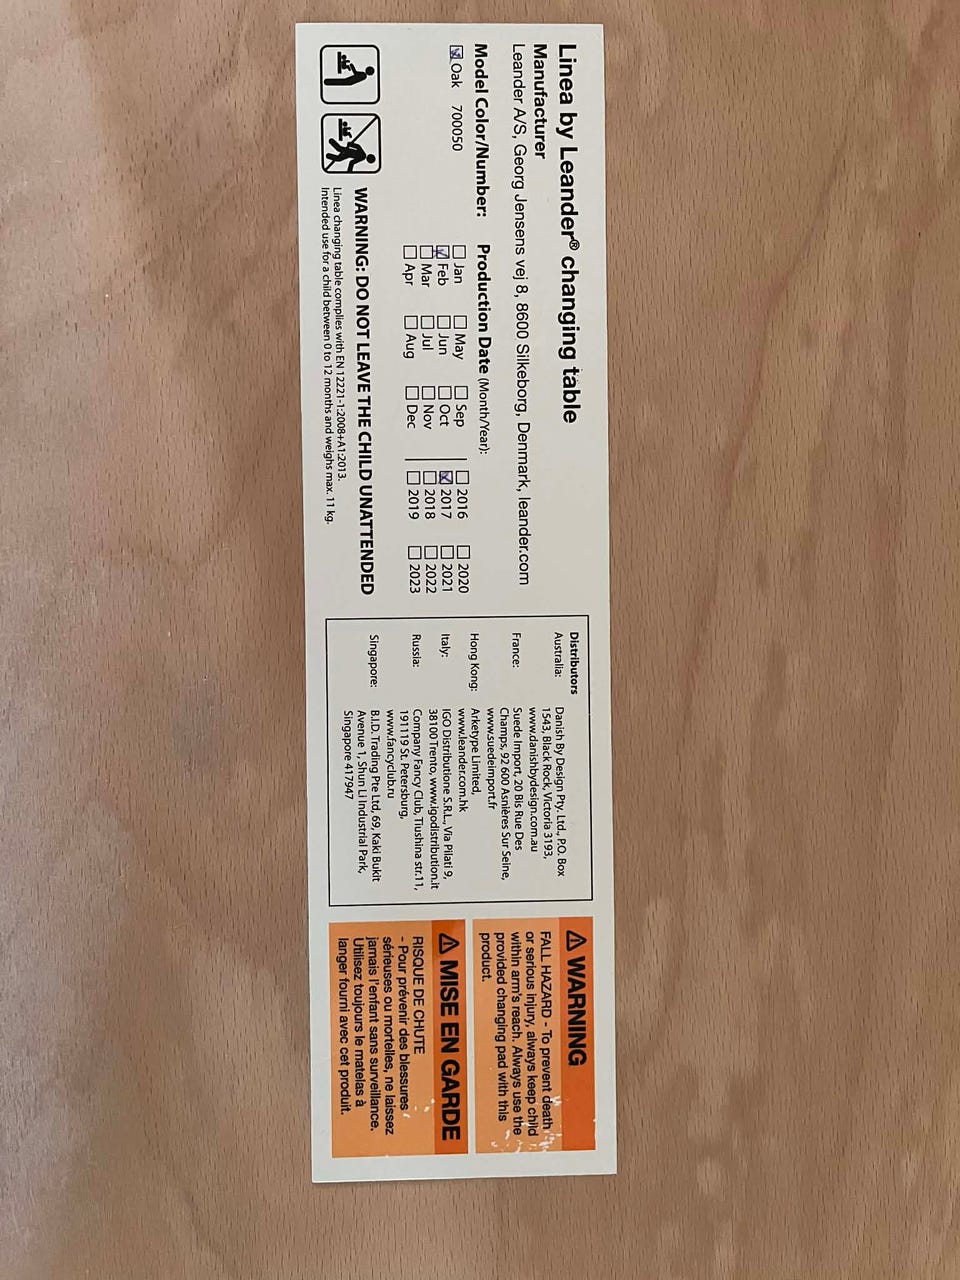 Linea by Leander® changing table
Manufacturer
Leander A/S, Georg Jensens vej 8, 8600 Silkeborg, Denmark, leander.com
Model Color/Number:
Oak 700050
Production Date (Month/Year):
Jan May Sep 2016 2020
Feb Jun Oct 2017 2021
Mar Jul Nov 2018 2022
Apr Aug Dec 2019 2023
WARNING: DO NOT LEAVE THE CHILD UNATTENDED
Linea changing table complies with EN 12221-1:2008+A1:2013.
Intended use for a child between 0 to 12 months and weighs max. 11 kg.
Distributors
Australia: Danish By Design Pty. Ltd., P.O. Box
1543, Black Rock, Victoria 3193,
www.danishbydesign.com.au
France: Suede Import, 20 Bis Rue Des
Champs, 92 600 Asnières Sur Seine,
www.suedeimport.fr
Hong Kong: Arketype Limited,
www.leander.com.hk
Italy: IGO Distributione S.R.L., Via Pilati 9,
38100 Trento, www.igodistribution.it
Russia: Company Fancy Club, Tiushina str.11,
191119 St. Petersburg,
www.fancyclub.ru
Singapore: B.I.D. Trading Pte Ltd, 69, Kaki Bukit
Avenue 1, Shun Li Industrial Park,
Singapore 417947
⚠ WARNING
FALL HAZARD - To prevent death
or serious injury, always keep child
within arm's reach. Always use the
provided changing pad with this
product.
⚠ MISE EN GARDE
RISQUE DE CHUTE
- Pour prévenir des blessures
sérieuses ou mortelles, ne laissez
jamais l'enfant sans surveillance.
Utilisez toujours le matelas à
langer fourni avec cet produit.